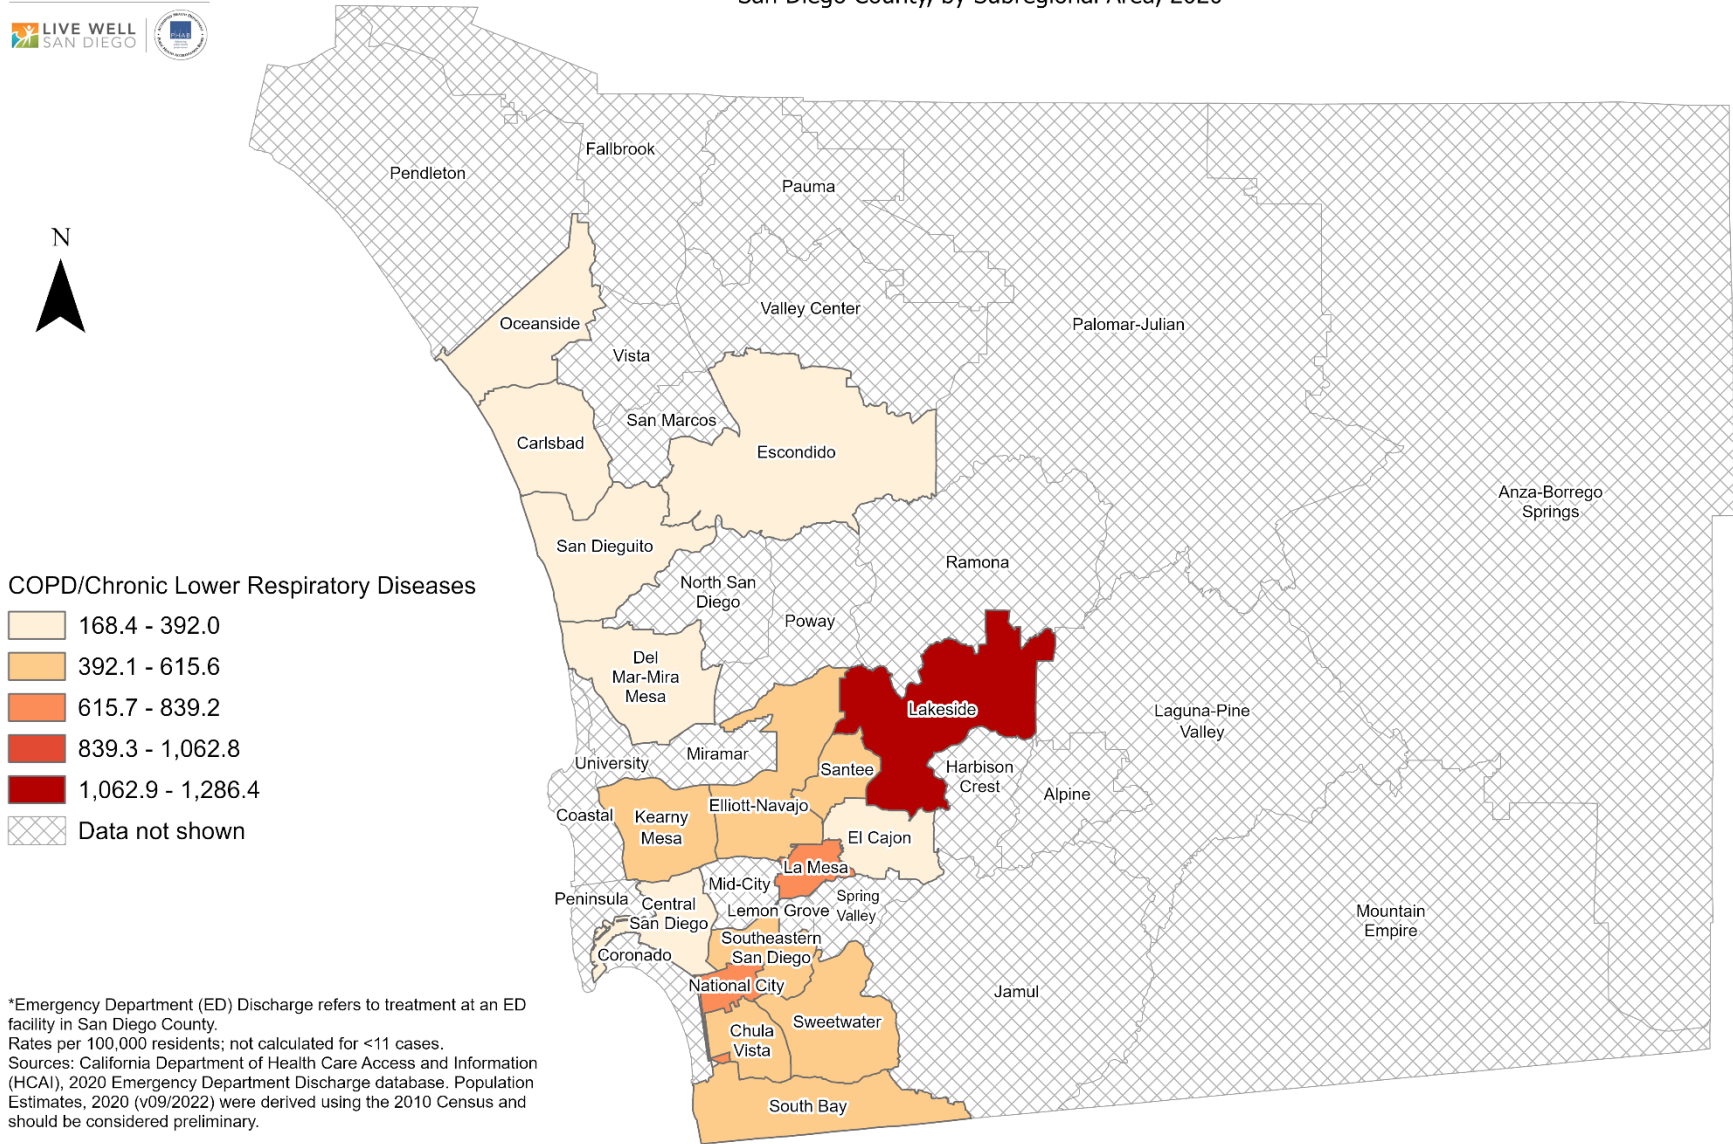 San Diego County, by Subregional Area, 2020
LIVE WELL
SAN DIEGO
PHAB
N
Fallbrook
Pendleton
Pauma
Valley Center
Oceanside
Palomar-Julian
Vista
San Marcos
Carlsbad
Escondido
Anza-Borrego
Springs
San Dieguito
Ramona
North San
Diego
Poway
Del
Mar-Mira
Mesa
Lakeside
Laguna-Pine
Valley
Miramar
University
Santee
Harbison
Crest
Alpine
Elliott-Navajo
Coastal
Kearny
Mesa
El Cajon
La Mesa
Mid-City
Peninsula
Central
San Diego
Lemon Grove
Spring
Valley
Mountain
Empire
Southeastern
San Diego
Coronado
National City
Jamul
Sweetwater
Chula
Vista
South Bay
COPD/Chronic Lower Respiratory Diseases
168.4 - 392.0
392.1 - 615.6
615.7 - 839.2
839.3 - 1,062.8
1,062.9 - 1,286.4
Data not shown
*Emergency Department (ED) Discharge refers to treatment at an ED
facility in San Diego County.
Rates per 100,000 residents; not calculated for <11 cases.
Sources: California Department of Health Care Access and Information
(HCAI), 2020 Emergency Department Discharge database. Population
Estimates, 2020 (v09/2022) were derived using the 2010 Census and
should be considered preliminary.